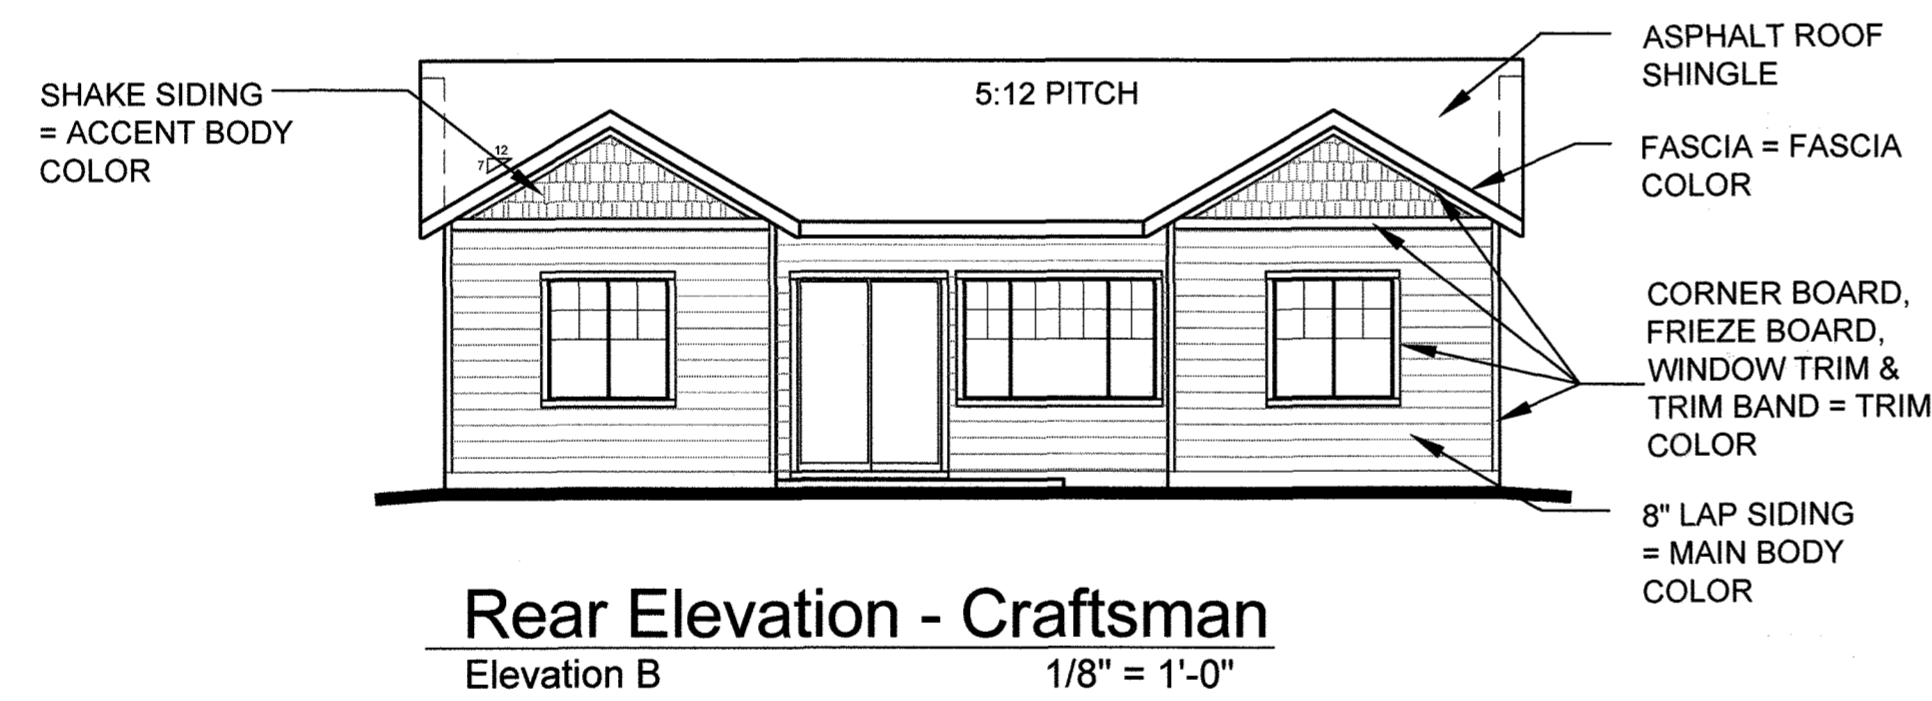 SHAKE SIDING
= ACCENT BODY
COLOR
12
7
5:12 PITCH
ASPHALT ROOF
SHINGLE
FASCIA = FASCIA
COLOR
CORNER BOARD,
FRIEZE BOARD,
WINDOW TRIM &
TRIM BAND = TRIM
COLOR
8" LAP SIDING
= MAIN BODY
COLOR
Rear Elevation - Craftsman
Elevation B 1/8" = 1'-0"